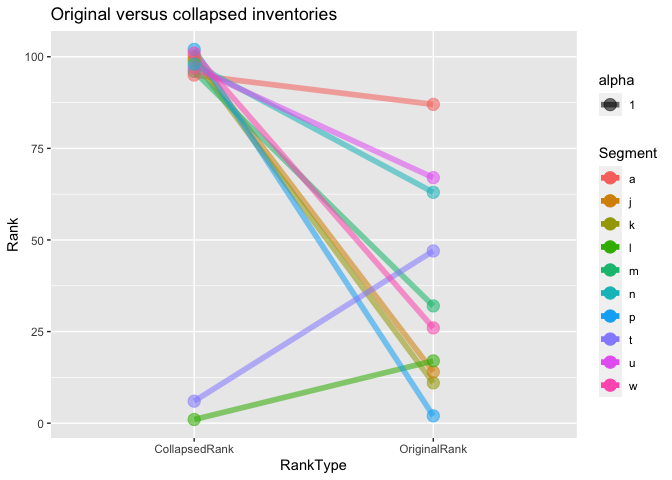 Original versus collapsed inventories
100
75
50
25
0
Rank
CollapsedRank
OriginalRank
RankType
alpha
1
Segment
a
j
k
l
m
n
p
t
u
w